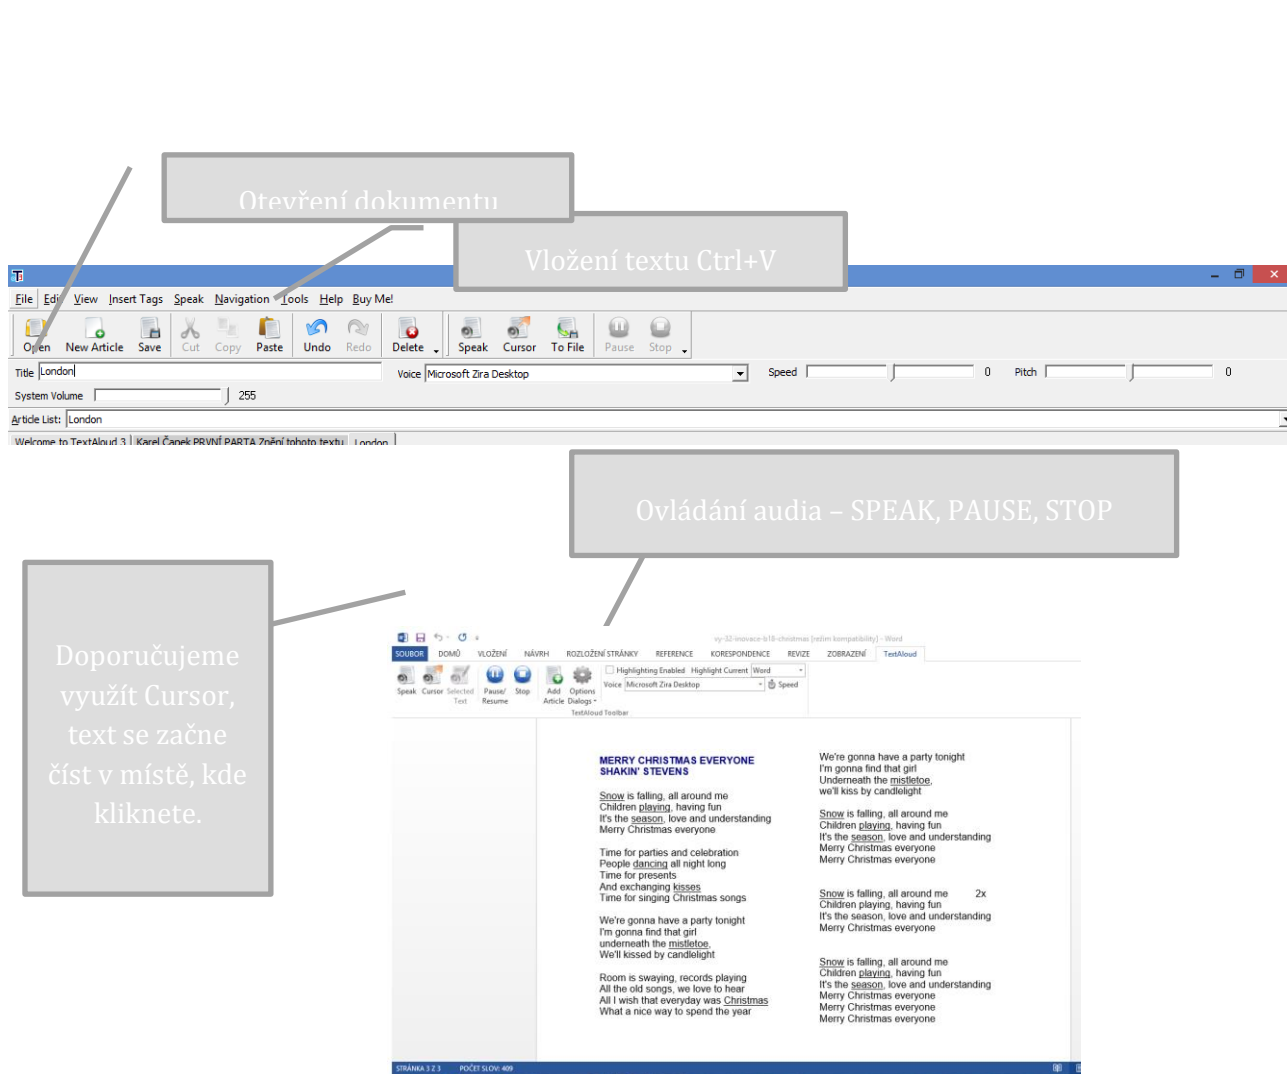 Otevření dokumentu
Vložení textu Ctrl+V
File Edit View Insert Tags Speak Navigation Tools Help Buy Me!
Open New Article Save Cut Copy Paste Undo Redo Delete Speak Cursor To File Pause Stop
Title London Voice Microsoft Zira Desktop Speed 0 Pitch 0
System Volume 255
Article List: London
Welcome to TextAloud 3 Karel Čapek PRVNÍ PARTA Znění tohoto textu London
Ovládání audia – SPEAK, PAUSE, STOP
Doporučujeme
využít Cursor,
text se začne
číst v místě, kde
kliknete.
vy-32-inovace-b18-christmas [režim kompatibility] - Word
SOUBOR DOMŮ VLOŽENÍ NÁVRH ROZLOŽENÍ STRÁNKY REFERENCE KORESPONDENCE REVIZE ZOBRAZENÍ TextAloud
Highlighting Enabled Highlight Current Word
Voice Microsoft Zira Desktop Speed
Speak Cursor Selected Text Pause/ Resume Stop Add Article Options Dialogs
TextAloud Toolbar
MERRY CHRISTMAS EVERYONE
SHAKIN' STEVENS
Snow is falling, all around me
Children playing, having fun
It's the season, love and understanding
Merry Christmas everyone
Time for parties and celebration
People dancing all night long
Time for presents
And exchanging kisses
Time for singing Christmas songs
We're gonna have a party tonight
I'm gonna find that girl
underneath the mistletoe,
We'll kissed by candlelight
Room is swaying, records playing
All the old songs, we love to hear
All I wish that everyday was Christmas
What a nice way to spend the year
We're gonna have a party tonight
I'm gonna find that girl
Underneath the mistletoe,
we'll kiss by candlelight
Snow is falling, all around me
Children playing, having fun
It's the season, love and understanding
Merry Christmas everyone
Merry Christmas everyone
Snow is falling, all around me 2x
Children playing, having fun
It's the season, love and understanding
Merry Christmas everyone
Snow is falling, all around me
Children playing, having fun
It's the season, love and understanding
Merry Christmas everyone
Merry Christmas everyone
Merry Christmas everyone
STRÁNKA 3 Z 3 POČET SLOV: 409